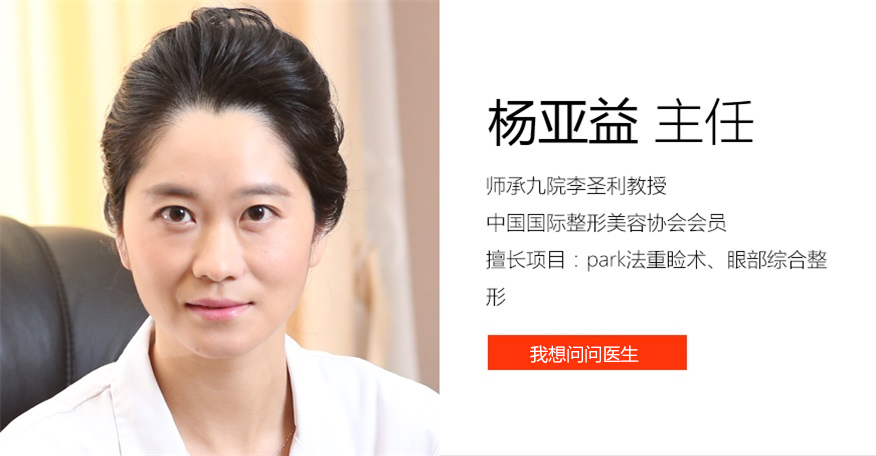 杨亚益 主任
师承九院李圣利教授
中国国际整形美容协会会员
擅长项目：park法重睑术、眼部综合整
形
我想问问医生